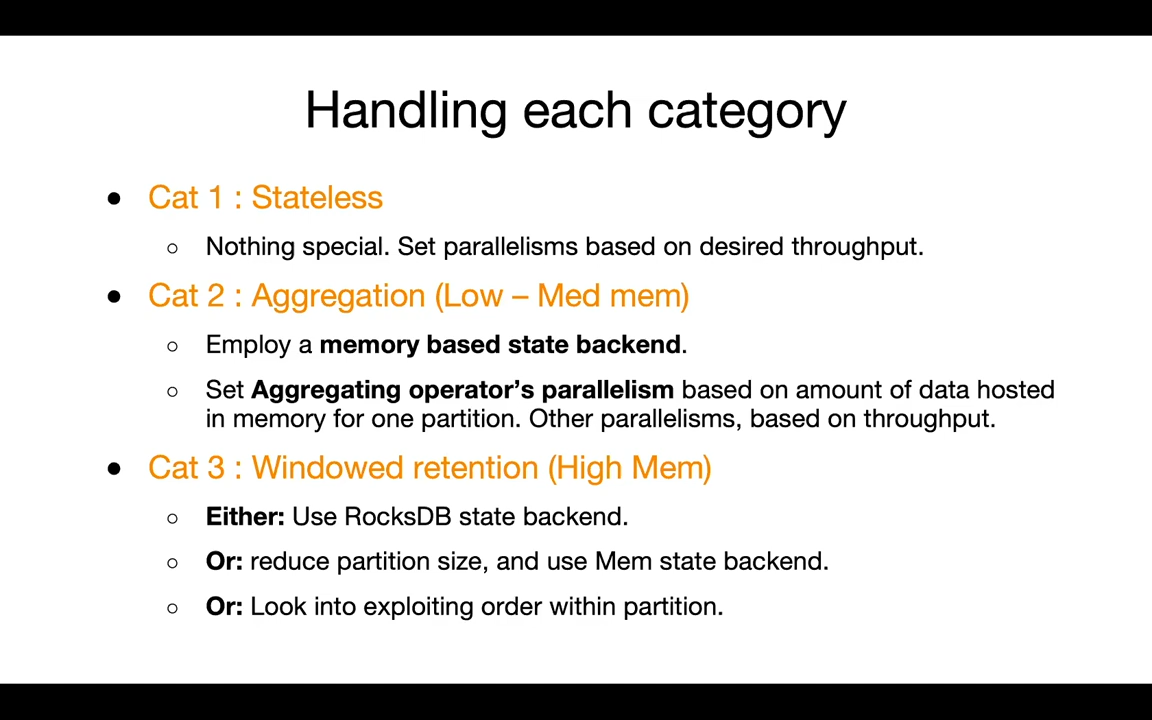 Handling each category
● Cat 1 : Stateless
○ Nothing special. Set parallelisms based on desired throughput.
● Cat 2 : Aggregation (Low – Med mem)
○ Employ a memory based state backend.
○ Set Aggregating operator’s parallelism based on amount of data hosted
in memory for one partition. Other parallelisms, based on throughput.
● Cat 3 : Windowed retention (High Mem)
○ Either: Use RocksDB state backend.
○ Or: reduce partition size, and use Mem state backend.
○ Or: Look into exploiting order within partition.